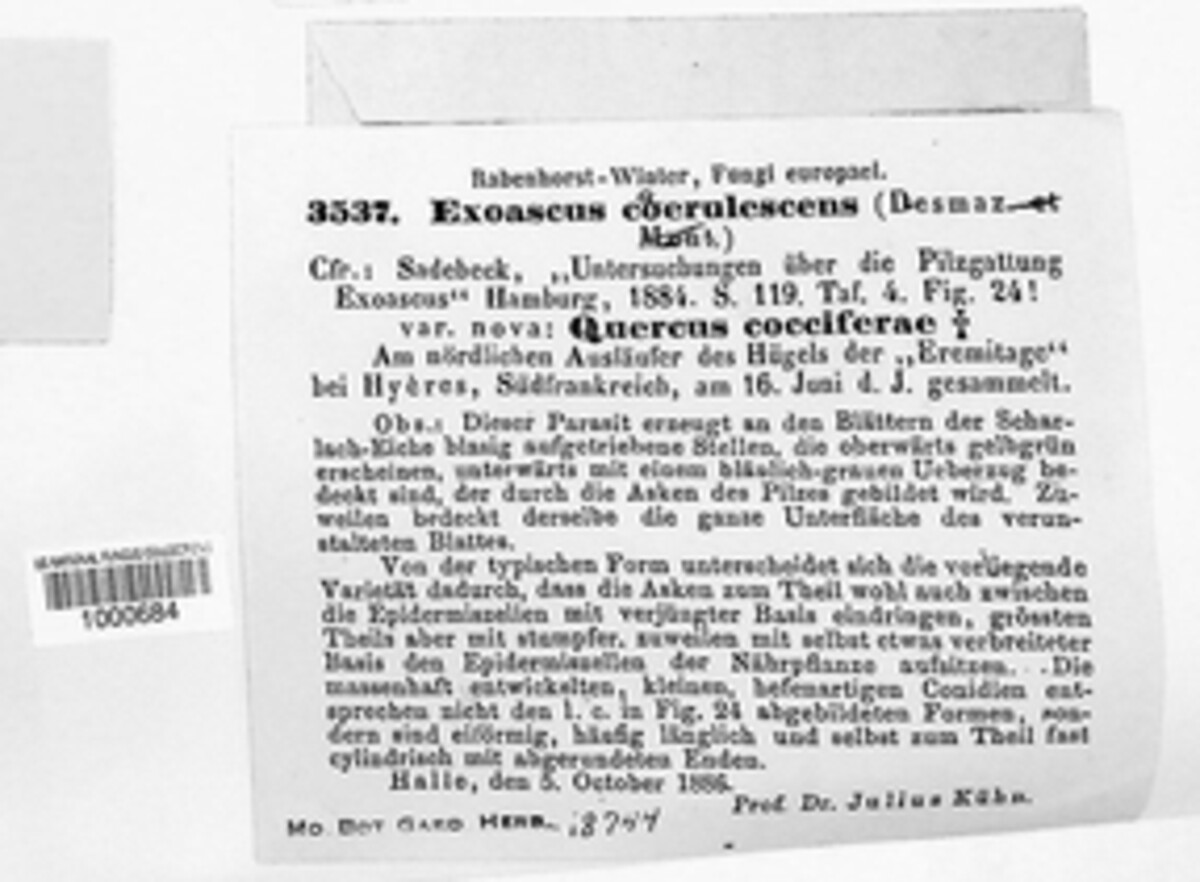 Rabenhorst-Winter, Fungi europaei.
3537. Exoascus coerulescens (Desmaz. et
Mont.)
Cfr.: Sadebeck, „Untersuchungen über die Pilzgattung
Exoascus“ Hamburg, 1884. S. 119. Taf. 4. Fig. 24!
var. nova: Quercus cocciferae
Am nördlichen Ausläufer des Hügels der „Eremitage“
bei Hyères, Südfrankreich, am 16. Juni d. J. gesammelt.
Obs.: Dieser Parasit erzeugt an den Blättern der Schar-
lach-Eiche blasig aufgetriebene Stellen, die oberwärts gelbgrün
erscheinen, unterwärts mit einem bläulich-grauen Ueberzug be-
deckt sind, der durch die Asken des Pilzes gebildet wird. Zu-
weilen bedeckt derselbe die ganze Unterfläche des verun-
stalteten Blattes.
Von der typischen Form unterscheidet sich die vorliegende
Varietät dadurch, dass die Asken zum Theil wohl auch zwischen
die Epidermiszellen mit verjüngter Basis eindringen, grössten
Theils aber mit stumpfer, zuweilen mit selbst etwas verbreiteter
Basis den Epidermiszellen der Nährpflanze aufsitzen. Die
massenhaft entwickelten, kleinen, hefenartigen Conidien ent-
sprechen nicht den l. c. in Fig. 24 abgebildeten Formen, son-
dern sind eiförmig, häufig länglich und selbst zum Theil fast
cylindrisch mit abgerundeten Enden.
Halle, den 5. October 1886.
Prof. Dr. Julius Kühn.
MO. BOT GARD HERB.
1000684